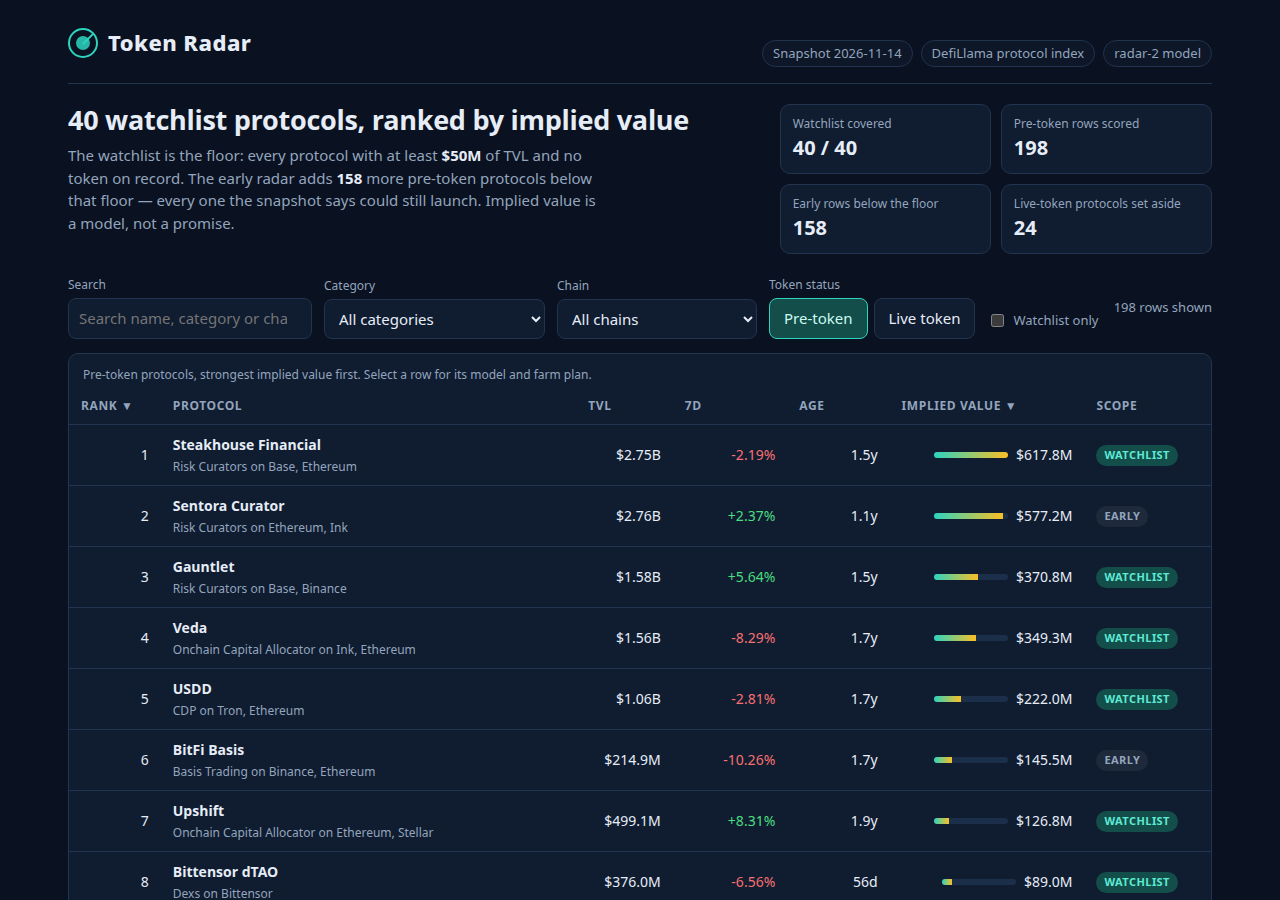 Token Radar
Snapshot 2026-11-14
DefiLlama protocol index
radar-2 model
40 watchlist protocols, ranked by implied value
The watchlist is the floor: every protocol with at least $50M of TVL and no
token on record. The early radar adds 158 more pre-token protocols below
that floor — every one the snapshot says could still launch. Implied value is
a model, not a promise.
Watchlist covered
40 / 40
Pre-token rows scored
198
Early rows below the floor
158
Live-token protocols set aside
24
Search
Search name, category or cha
Category
All categories
Chain
All chains
Token status
Pre-token
Live token
Watchlist only
198 rows shown
Pre-token protocols, strongest implied value first. Select a row for its model and farm plan.
RANK ▼ PROTOCOL TVL 7D AGE IMPLIED VALUE ▼ SCOPE
1 Steakhouse Financial $2.75B -2.19% 1.5y $617.8M WATCHLIST
Risk Curators on Base, Ethereum
2 Sentora Curator $2.76B +2.37% 1.1y $577.2M EARLY
Risk Curators on Ethereum, Ink
3 Gauntlet $1.58B +5.64% 1.5y $370.8M WATCHLIST
Risk Curators on Base, Binance
4 Veda $1.56B -8.29% 1.7y $349.3M WATCHLIST
Onchain Capital Allocator on Ink, Ethereum
5 USDD $1.06B -2.81% 1.7y $222.0M WATCHLIST
CDP on Tron, Ethereum
6 BitFi Basis $214.9M -10.26% 1.7y $145.5M EARLY
Basis Trading on Binance, Ethereum
7 Upshift $499.1M +8.31% 1.9y $126.8M WATCHLIST
Onchain Capital Allocator on Ethereum, Stellar
8 Bittensor dTAO $376.0M -6.56% 56d $89.0M WATCHLIST
Dexs on Bittensor